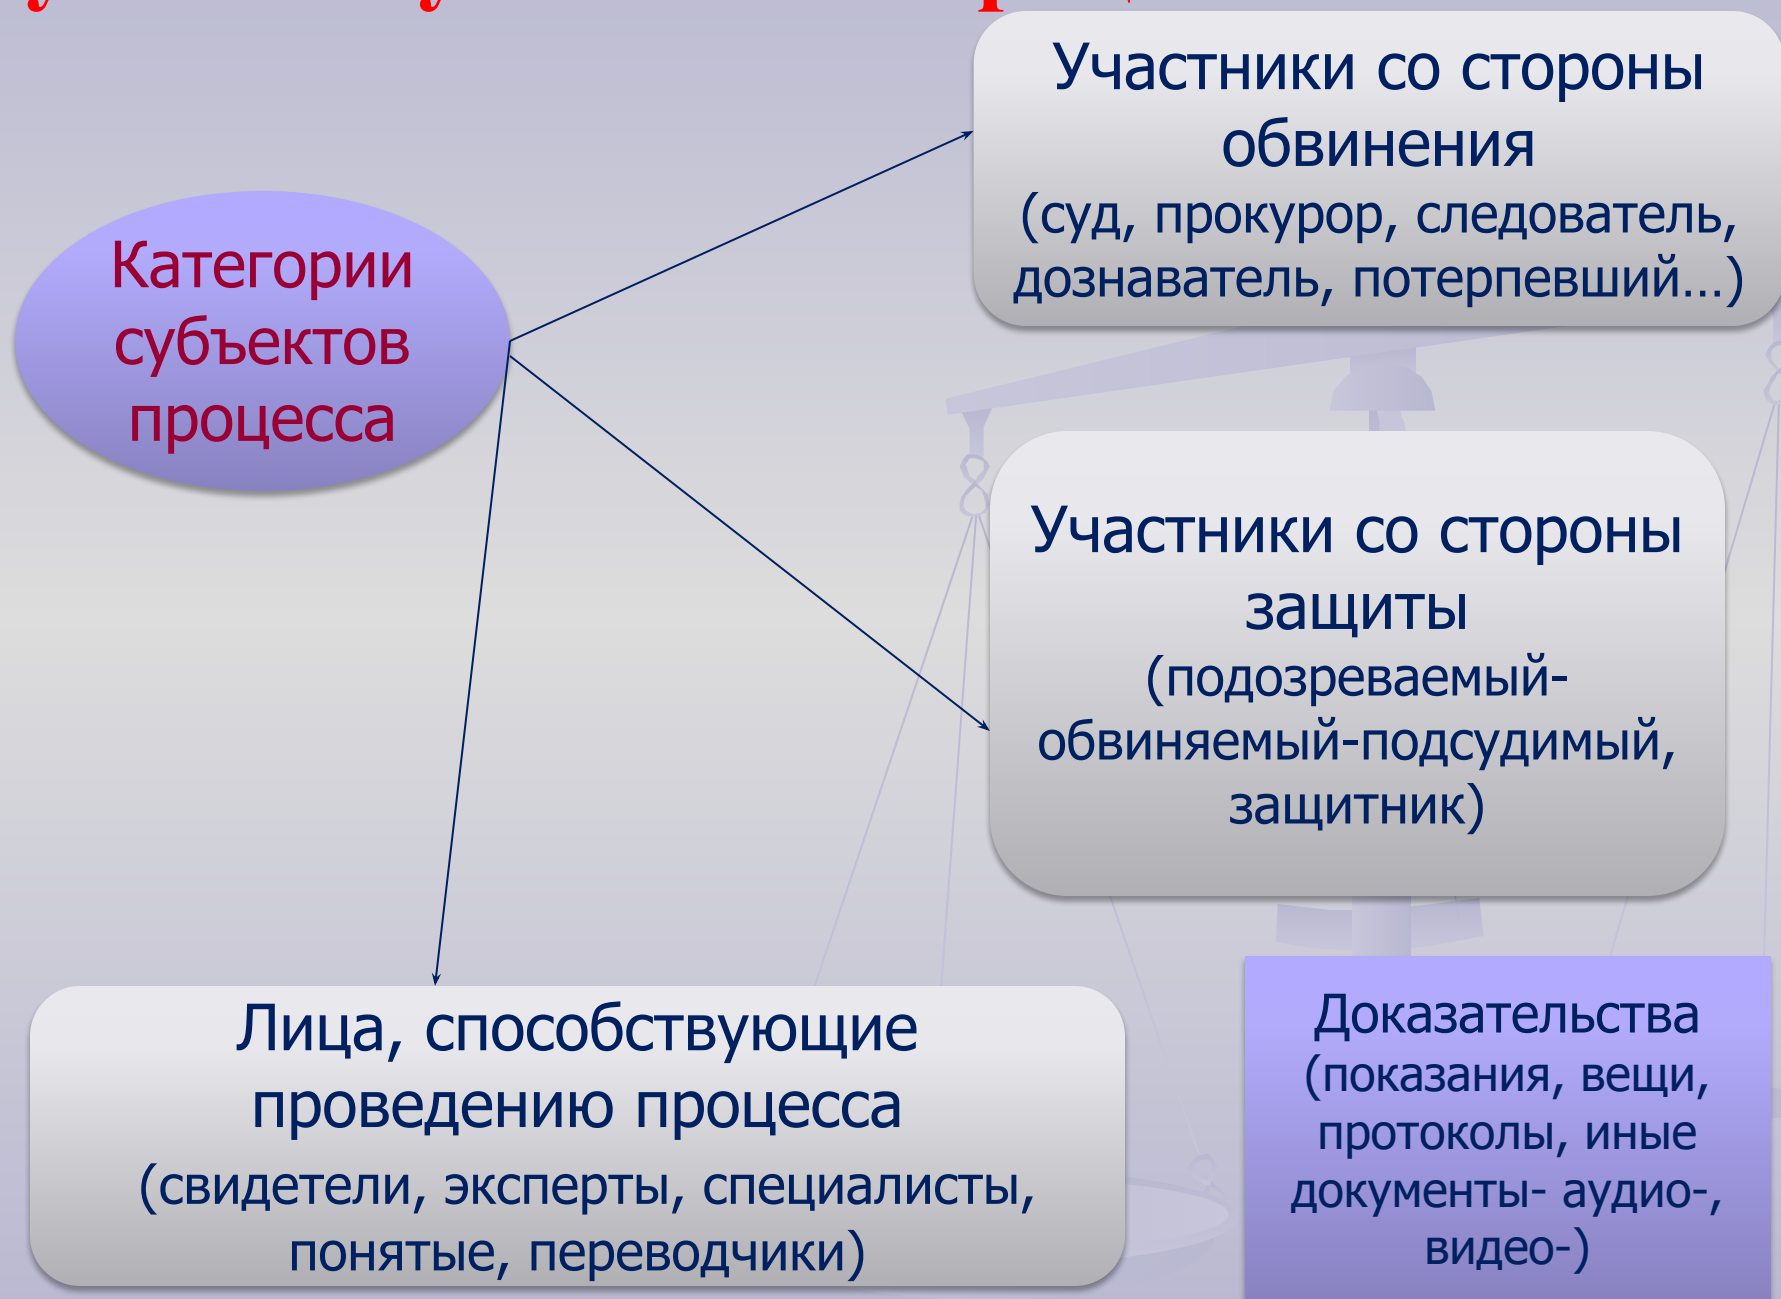 Категории
субъектов
процесса
Участники со стороны
обвинения
(суд, прокурор, следователь,
дознаватель, потерпевший...)
Участники со стороны
защиты
(подозреваемый-
обвиняемый-подсудимый,
защитник)
Лица, способствующие
проведению процесса
(свидетели, эксперты, специалисты,
понятые, переводчики)
Доказательства
(показания, вещи,
протоколы, иные
документы- аудио-,
видео-)